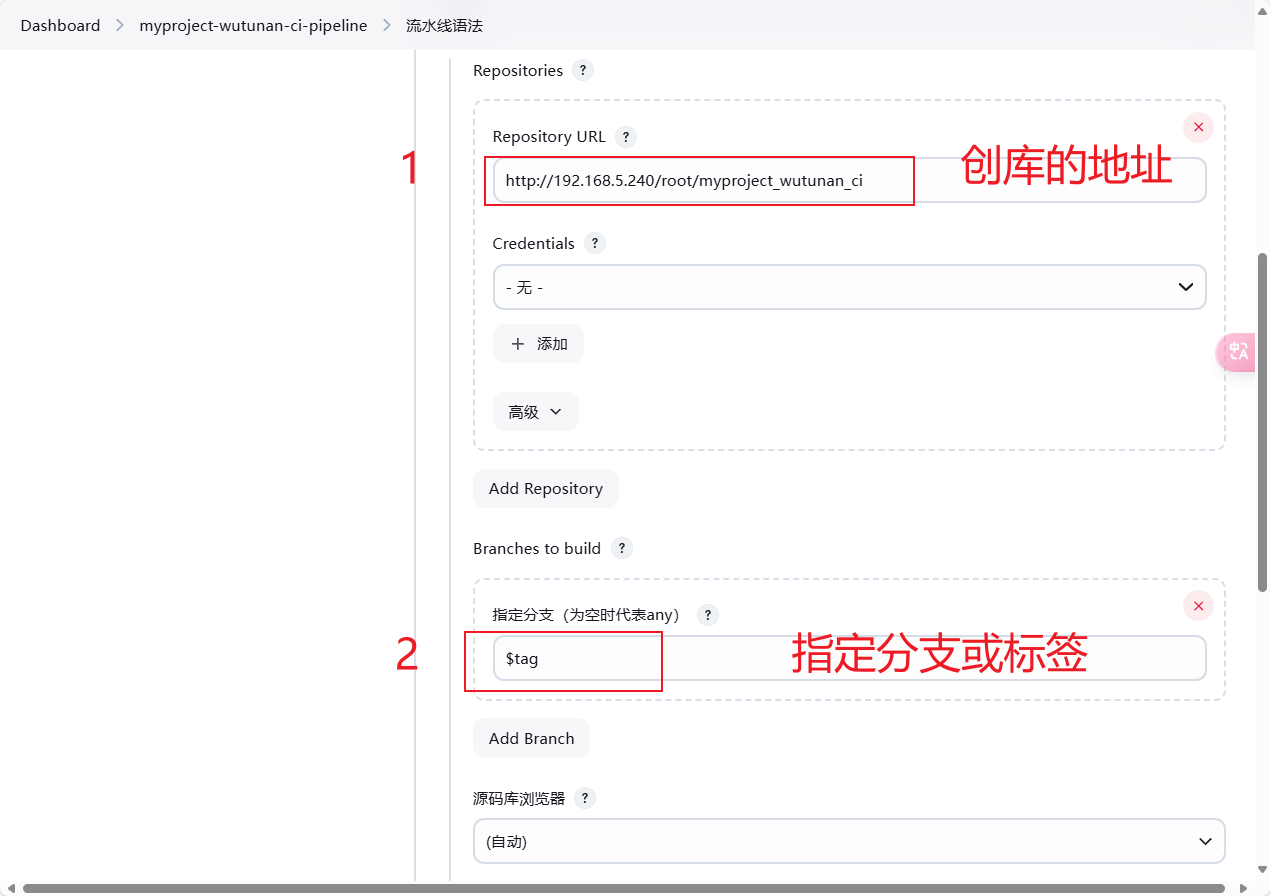 Dashboard > myproject-wutunan-ci-pipeline > 流水线语法
Repositories ?
Repository URL ?
1
http://192.168.5.240/root/myproject_wutunan_ci
创库的地址
Credentials ?
- 无 -
+ 添加
高级
Add Repository
Branches to build ?
指定分支（为空时代表any） ?
2
$tag
指定分支或标签
Add Branch
源码库浏览器 ?
(自动)
中A